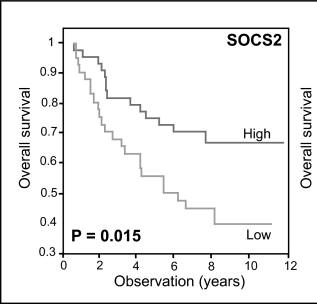 SOCS2
1
0.9
0.8
0.7
0.6
0.5
0.4
0.3
Overall survival
High
Low
P = 0.015
0 2 4 6 8 10 12
Observation (years)
Overall survival